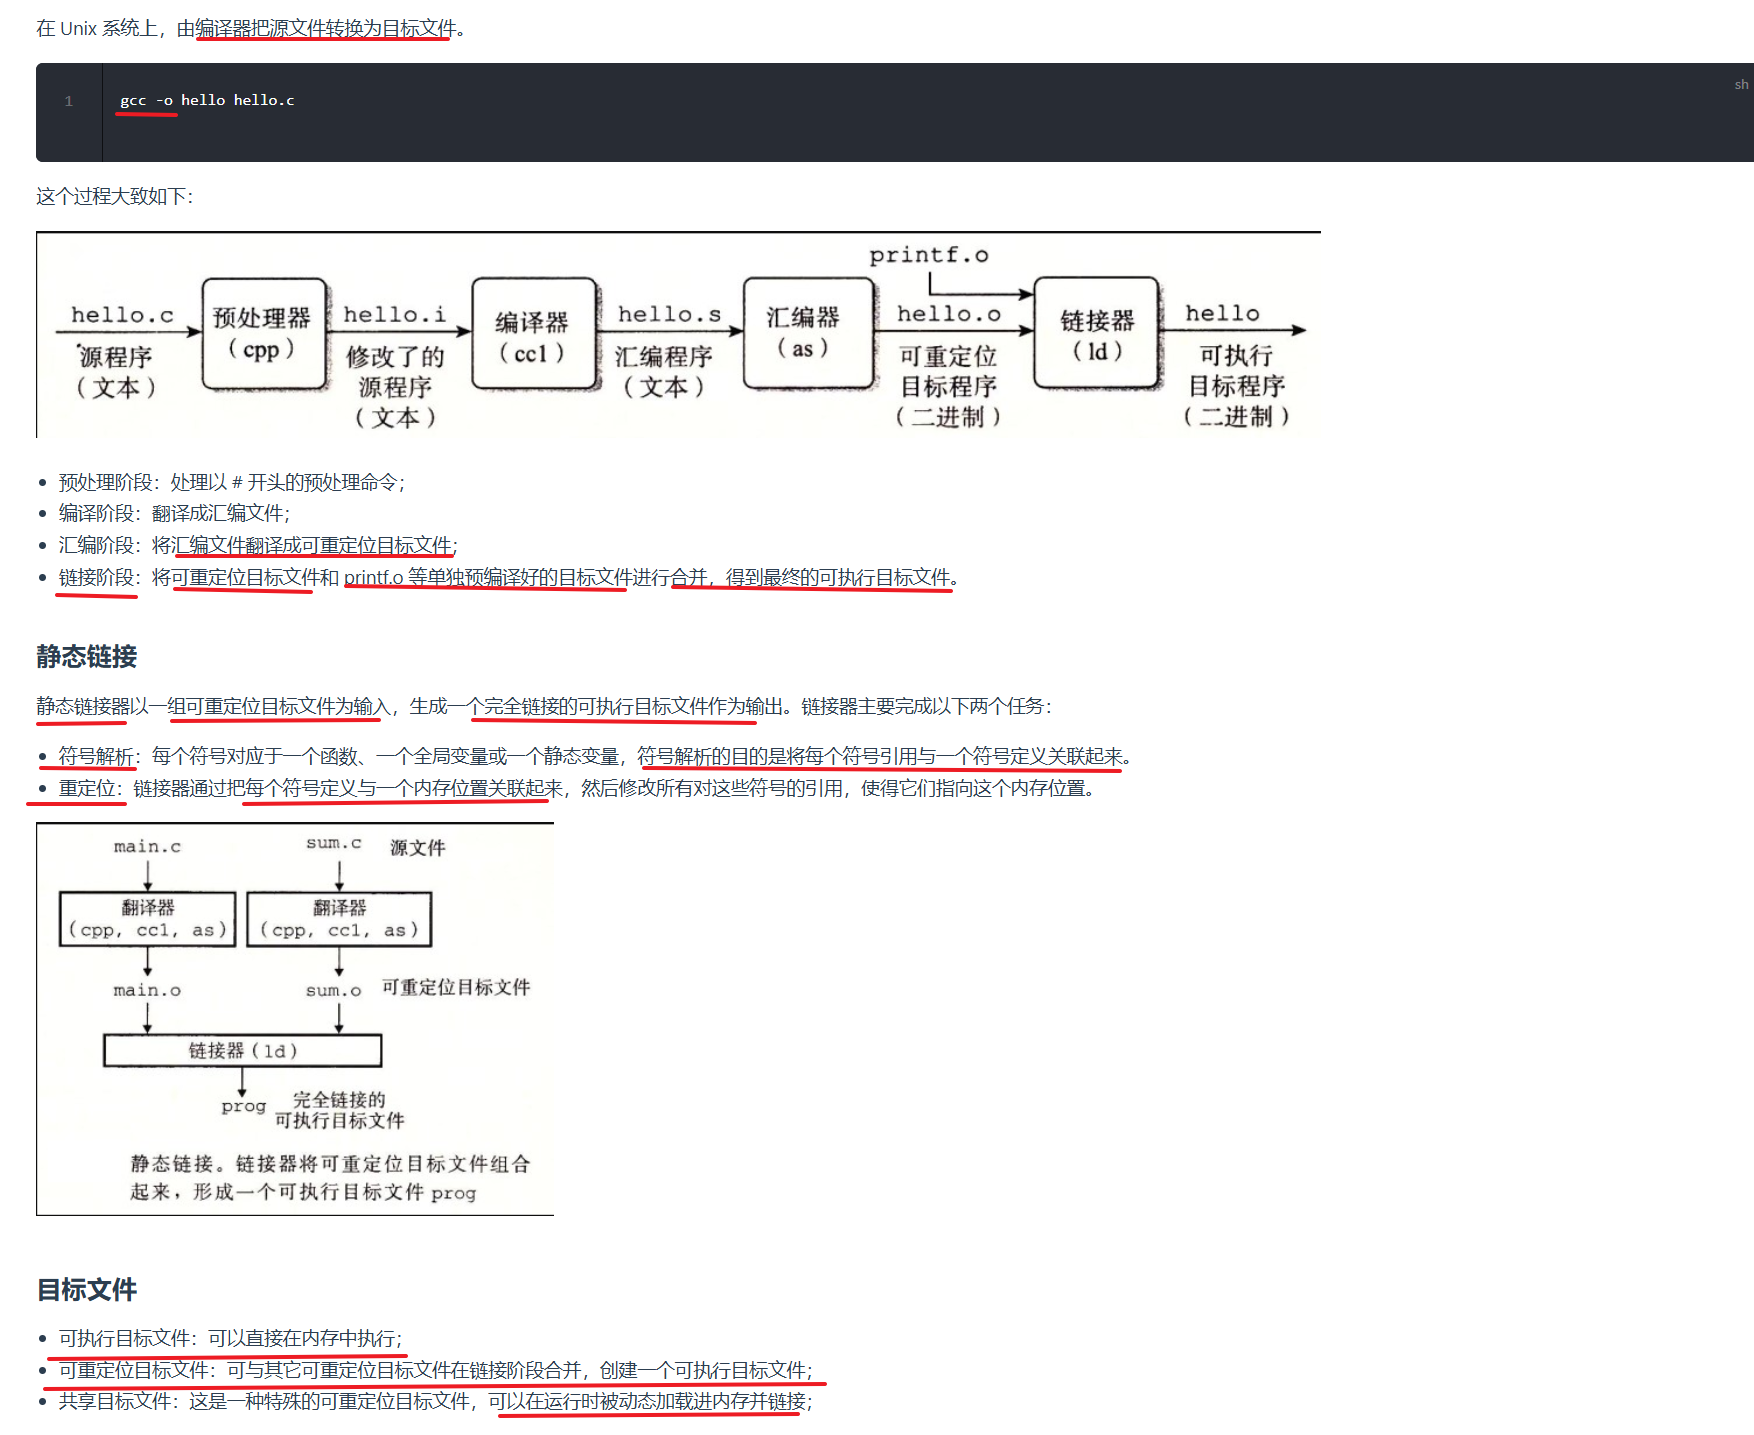 在 Unix 系统上，由编译器把源文件转换为目标文件。
sh
1 gcc -o hello hello.c
这个过程大致如下：
printf.o
hello.c 预处理器 hello.i 编译器 hello.s 汇编器 hello.o 链接器 hello
（cpp） （cc1） （as） （ld）
源程序 修改了的 汇编程序 可重定位 可执行
（文本） 源程序 （文本） 目标程序 目标程序
（文本） （二进制） （二进制）
预处理阶段：处理以 # 开头的预处理命令；
编译阶段：翻译成汇编文件；
汇编阶段：将汇编文件翻译成可重定位目标文件；
链接阶段：将可重定位目标文件和 printf.o 等单独预编译好的目标文件进行合并，得到最终的可执行目标文件。
静态链接
静态链接器以一组可重定位目标文件为输入，生成一个完全链接的可执行目标文件作为输出。链接器主要完成以下两个任务：
符号解析：每个符号对应于一个函数、一个全局变量或一个静态变量，符号解析的目的是将每个符号引用与一个符号定义关联起来。
重定位：链接器通过把每个符号定义与一个内存位置关联起来，然后修改所有对这些符号的引用，使得它们指向这个内存位置。
main.c sum.c 源文件
翻译器 翻译器
(cpp, cc1, as) (cpp, cc1, as)
main.o sum.o 可重定位目标文件
链接器（ld）
prog 完全链接的
可执行目标文件
静态链接。链接器将可重定位目标文件组合
起来，形成一个可执行目标文件 prog
目标文件
可执行目标文件：可以直接在内存中执行；
可重定位目标文件：可与其它可重定位目标文件在链接阶段合并，创建一个可执行目标文件；
共享目标文件：这是一种特殊的可重定位目标文件，可以在运行时被动态加载进内存并链接；